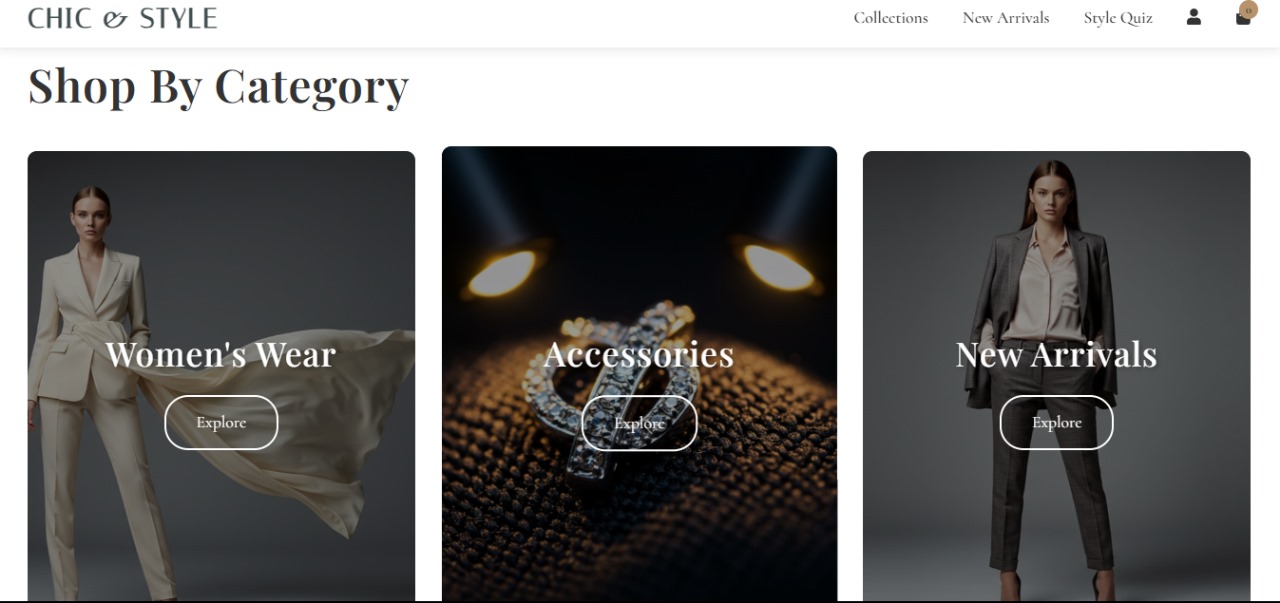 CHIC & STYLE
Collections New Arrivals Style Quiz 0
Shop By Category
Women's Wear Accessories New Arrivals
Explore Explore Explore